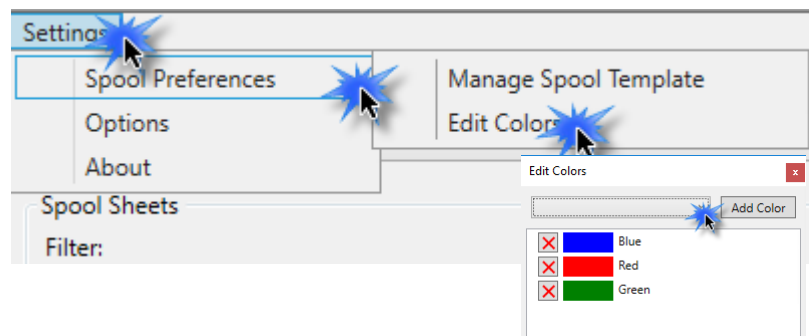 Settings
Spool Preferences
Manage Spool Template
Options
Edit Colors
About
Edit Colors
x
Add Color
Spool Sheets
Filter:
Blue
Red
Green